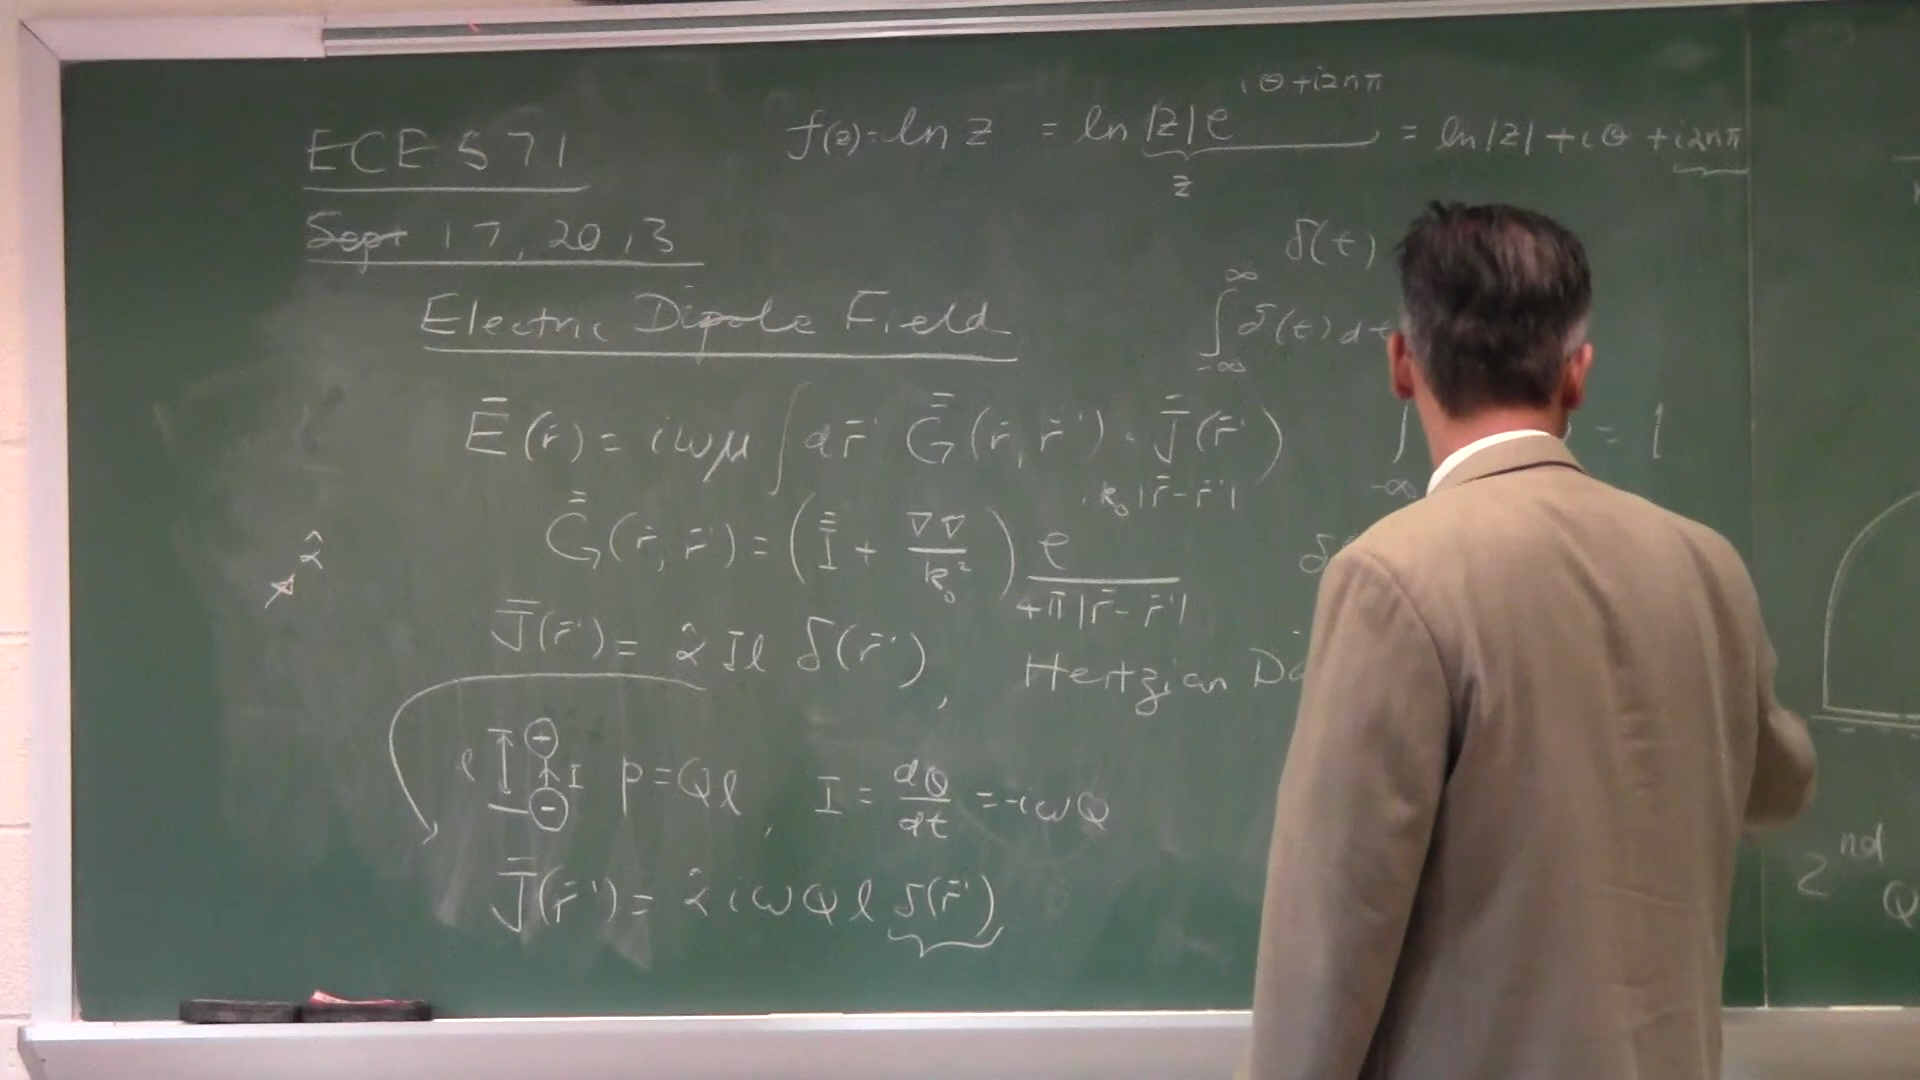 ECE 571
f(z) = ln z = ln |z| e^{iθ+i2nπ} = ln|z| + iθ + i2nπ
z
Sept 17, 2013
δ(t)
Electric Dipole Field
∫_{-∞}^{∞} δ(t) dt
Ē(r̄) = iωμ ∫ dr̄' G̿(r̄, r̄') · J̄(r̄')
= 1
-∞
G̿(r̄, r̄') = (I̿ + ∇∇/k₀²) e^{ik₀|r̄-r̄'|} / 4π|r̄-r̄'|
α̂
J̄(r̄') = α̂ Il δ(r̄'), Hertzian
l I p = Ql, I = dQ/dt = -iωQ
J̄(r̄') = α̂ iωQl δ(r̄')
2nd